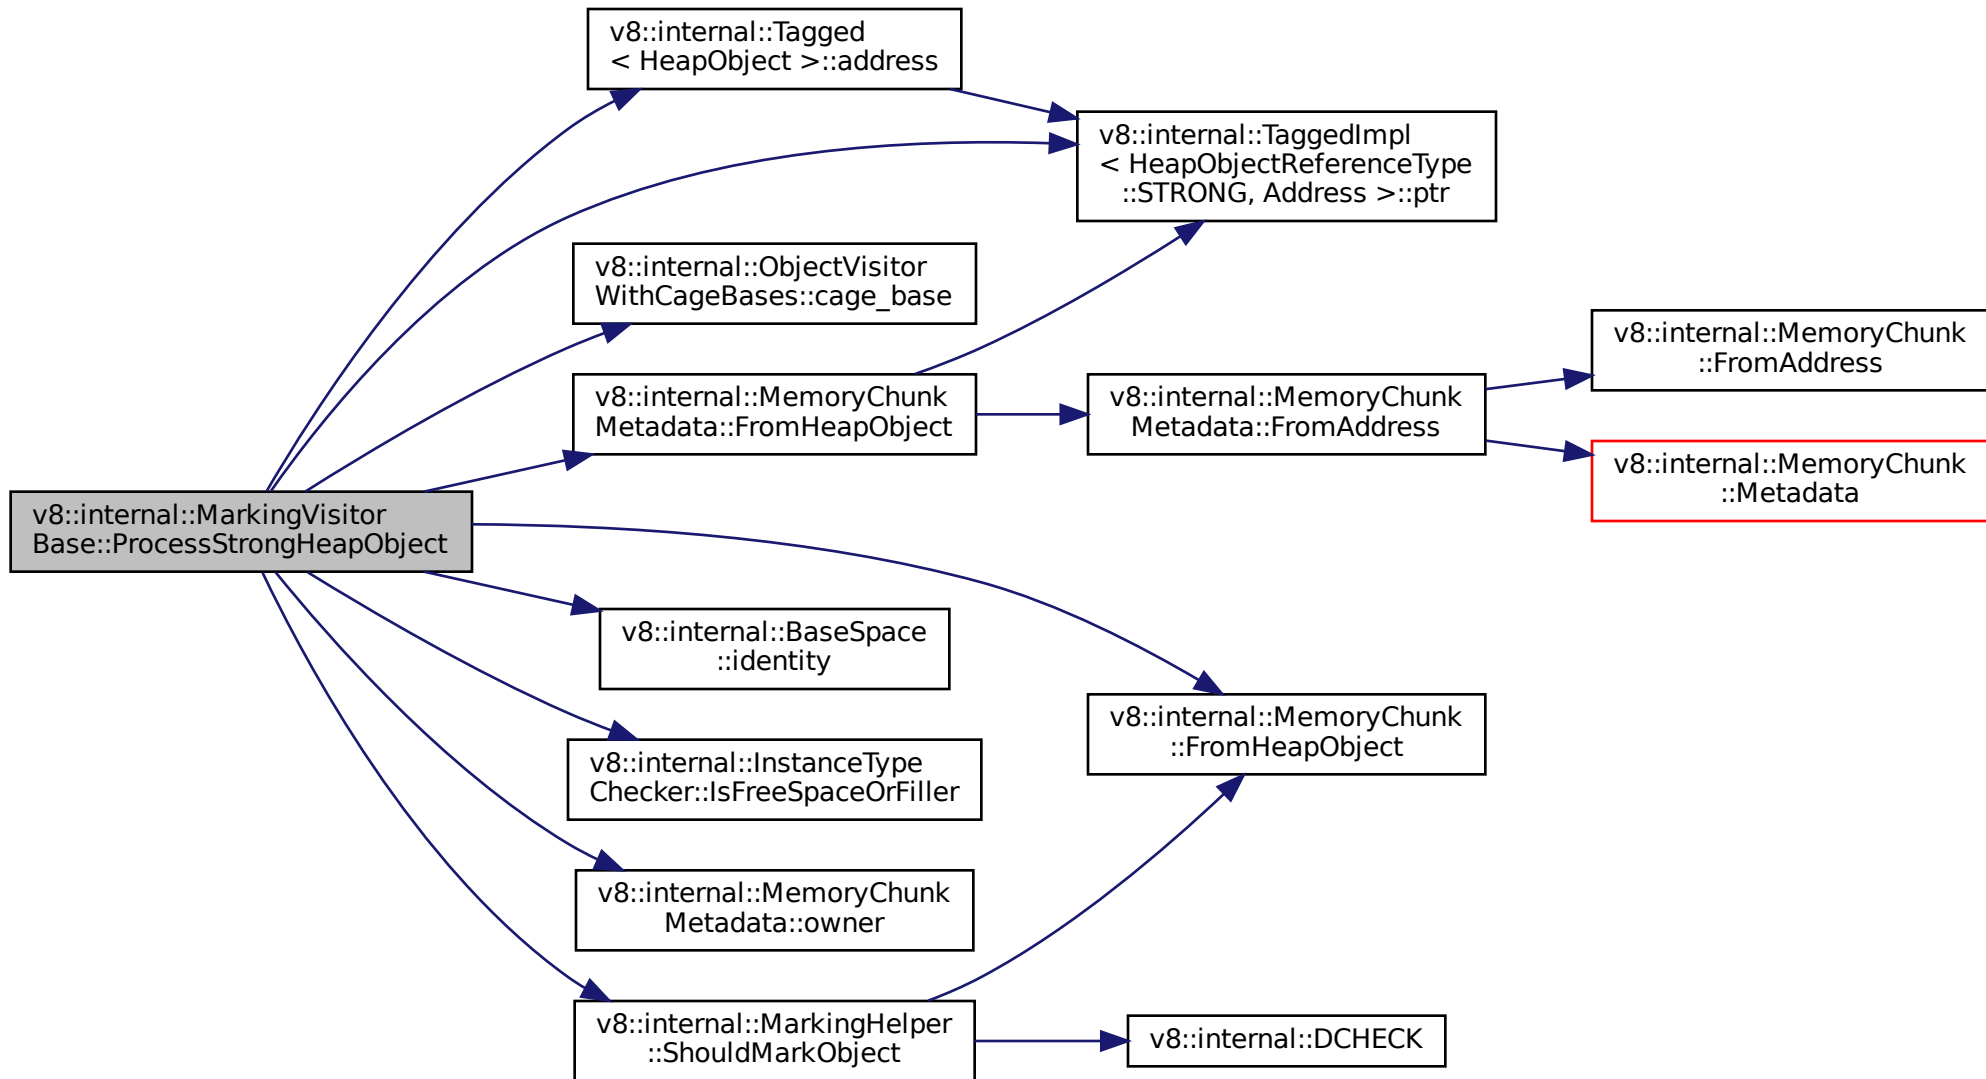 v8::internal::Tagged
< HeapObject >::address
v8::internal::TaggedImpl
< HeapObjectReferenceType
::STRONG, Address >::ptr
v8::internal::ObjectVisitor
WithCageBases::cage_base
v8::internal::MemoryChunk
::FromAddress
v8::internal::MemoryChunk
Metadata::FromHeapObject
v8::internal::MemoryChunk
Metadata::FromAddress
v8::internal::MemoryChunk
::Metadata
v8::internal::MarkingVisitor
Base::ProcessStrongHeapObject
v8::internal::BaseSpace
::identity
v8::internal::MemoryChunk
::FromHeapObject
v8::internal::InstanceType
Checker::IsFreeSpaceOrFiller
v8::internal::MemoryChunk
Metadata::owner
v8::internal::MarkingHelper
::ShouldMarkObject
v8::internal::DCHECK